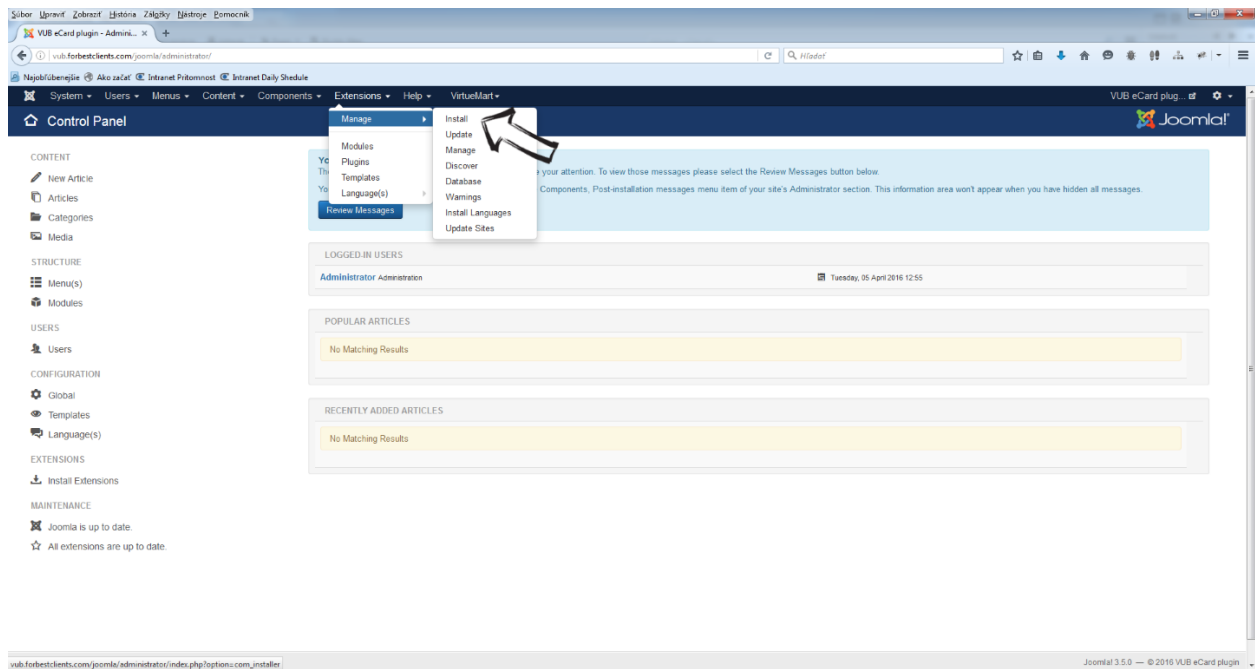 Súbor Upraviť Zobraziť História Záložky Nástroje Pomocník
VUB eCard plugin - Admini... × +
vub.forbestclients.com/joomla/administrator/
Hľadať
Najobľúbenejšie Ako začať Intranet Pritomnost Intranet Daily Shedule
System Users Menus Content Components Extensions Help VirtueMart VUB eCard plug...
Control Panel Joomla!
Manage
Modules
Plugins
Templates
Language(s)
Install
Update
Manage
Discover
Database
Warnings
Install Languages
Update Sites
CONTENT
New Article
Articles
Categories
Media
STRUCTURE
Menu(s)
Modules
USERS
Users
CONFIGURATION
Global
Templates
Language(s)
EXTENSIONS
Install Extensions
MAINTENANCE
Joomla is up to date.
All extensions are up to date.
your attention. To view those messages please select the Review Messages button below.
Components, Post-installation messages menu item of your site's Administrator section. This information area won't appear when you have hidden all messages.
Review Messages
LOGGED-IN USERS
Administrator Administration Tuesday, 05 April 2016 12:55
POPULAR ARTICLES
No Matching Results
RECENTLY ADDED ARTICLES
No Matching Results
vub.forbestclients.com/joomla/administrator/index.php?option=com_installer
Joomla! 3.5.0 — © 2016 VUB eCard plugin